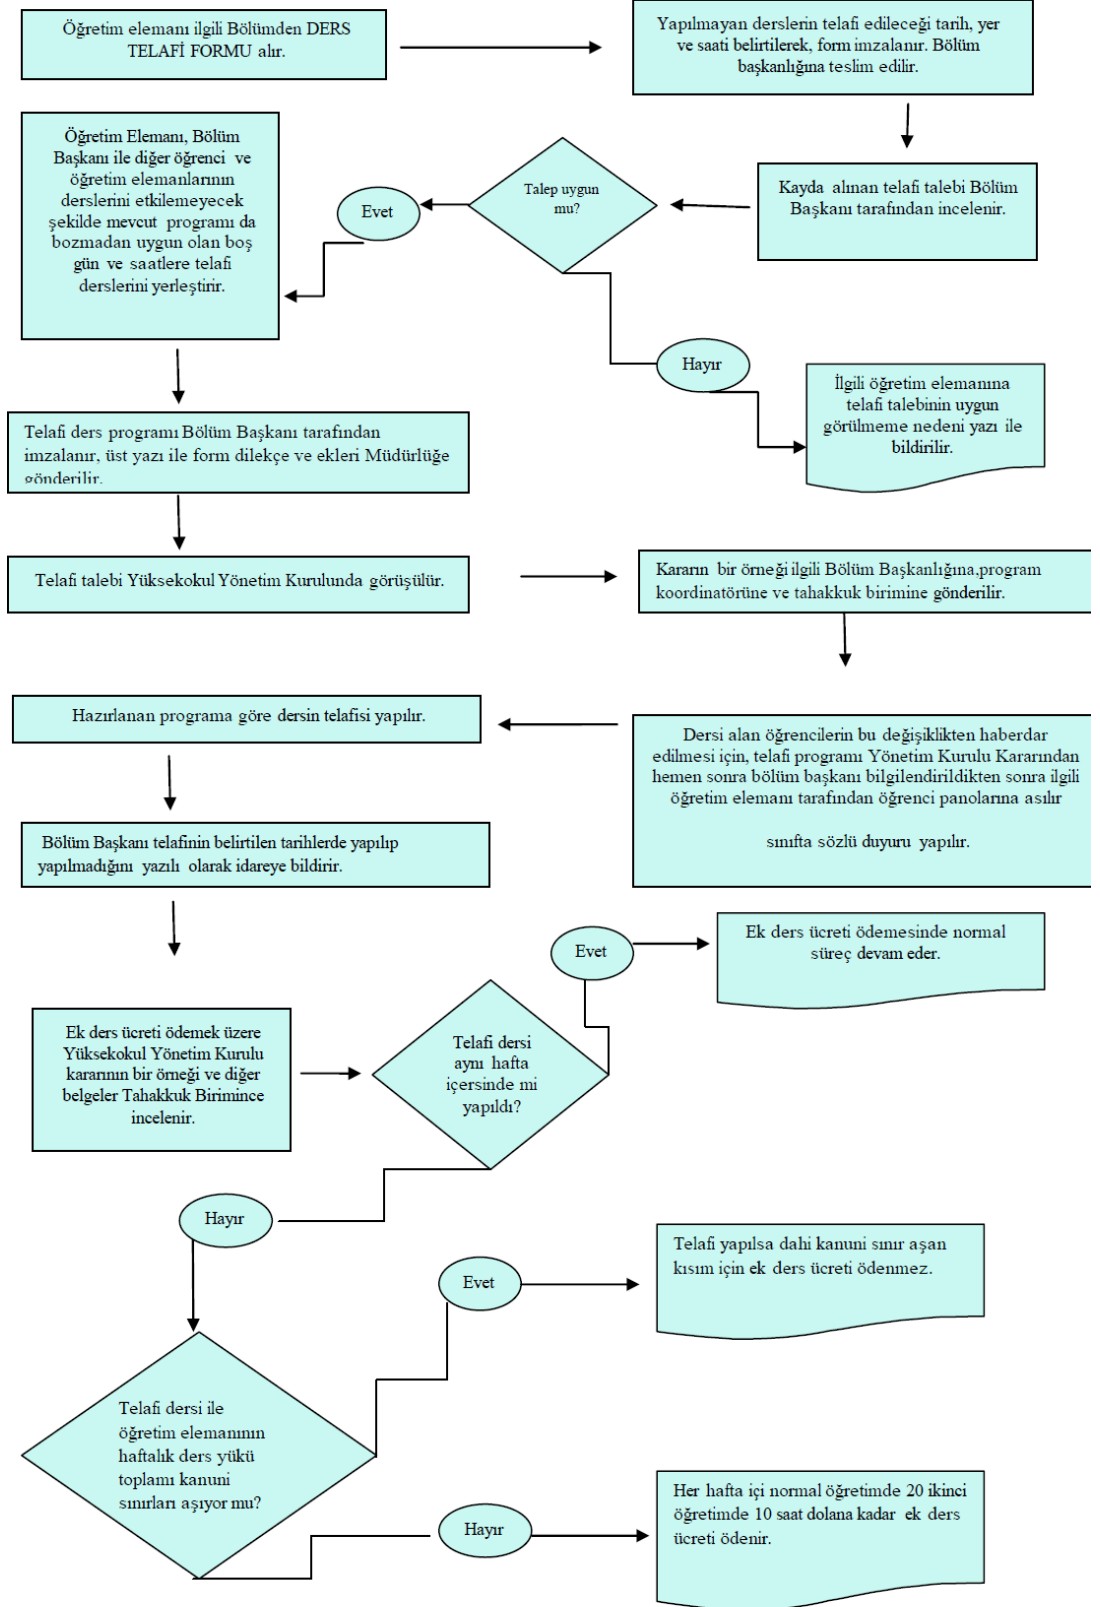 Öğretim elemanı ilgili Bölümden DERS
TELAFİ FORMU alır.
Yapılmayan derslerin telafi edileceği tarih, yer
ve saati belirtilerek, form imzalanır. Bölüm
başkanlığına teslim edilir.
Kayda alınan telafi talebi Bölüm
Başkanı tarafından incelenir.
Talep uygun
mu?
Evet
Öğretim Elemanı, Bölüm
Başkanı ile diğer öğrenci ve
öğretim elemanlarının
derslerini etkilemeyecek
şekilde mevcut programı da
bozmadan uygun olan boş
gün ve saatlere telafi
derslerini yerleştirir.
Hayır
İlgili öğretim elemanına
telafi talebinin uygun
görülmeme nedeni yazı ile
bildirilir.
Telafi ders programı Bölüm Başkanı tarafından
imzalanır, üst yazı ile form dilekçe ve ekleri Müdürlüğe
gönderilir.
Telafi talebi Yüksekokul Yönetim Kurulunda görüşülür.
Kararın bir örneği ilgili Bölüm Başkanlığına,program
koordinatörüne ve tahakkuk birimine gönderilir.
Dersi alan öğrencilerin bu değişiklikten haberdar
edilmesi için, telafi programı Yönetim Kurulu Kararından
hemen sonra bölüm başkanı bilgilendirildikten sonra ilgili
öğretim elemanı tarafından öğrenci panolarına asılır
sınıfta sözlü duyuru yapılır.
Hazırlanan programa göre dersin telafisi yapılır.
Bölüm Başkanı telafinin belirtilen tarihlerde yapılıp
yapılmadığını yazılı olarak idareye bildirir.
Ek ders ücreti ödemek üzere
Yüksekokul Yönetim Kurulu
kararının bir örneği ve diğer
belgeler Tahakkuk Birimince
incelenir.
Telafi dersi
aynı hafta
içersinde mi
yapıldı?
Evet
Ek ders ücreti ödemesinde normal
süreç devam eder.
Hayır
Telafi dersi ile
öğretim elemanının
haftalık ders yükü
toplamı kanuni
sınırları aşıyor mu?
Evet
Telafi yapılsa dahi kanuni sınır aşan
kısım için ek ders ücreti ödenmez.
Hayır
Her hafta içi normal öğretimde 20 ikinci
öğretimde 10 saat dolana kadar ek ders
ücreti ödenir.